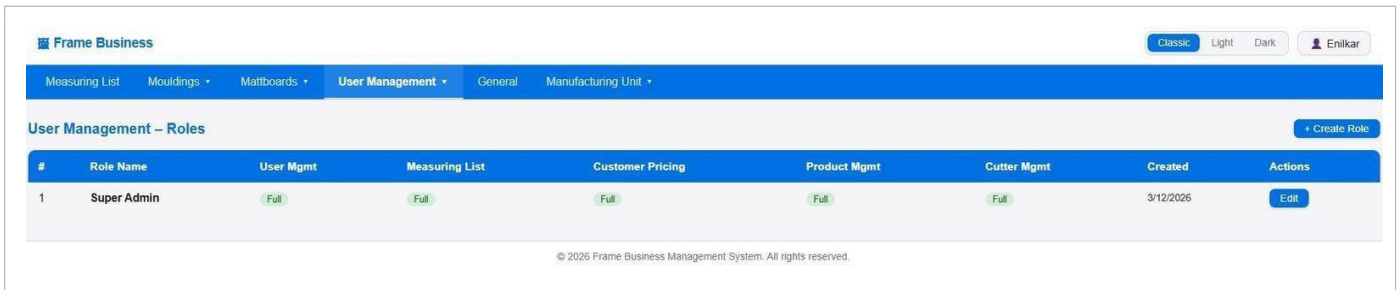 Frame Business
Classic Light Dark Enilkar
Measuring List Mouldings Mattboards User Management General Manufacturing Unit
User Management – Roles
+ Create Role
# Role Name User Mgmt Measuring List Customer Pricing Product Mgmt Cutter Mgmt Created Actions
1 Super Admin Full Full Full Full Full 3/12/2026 Edit
© 2026 Frame Business Management System. All rights reserved.